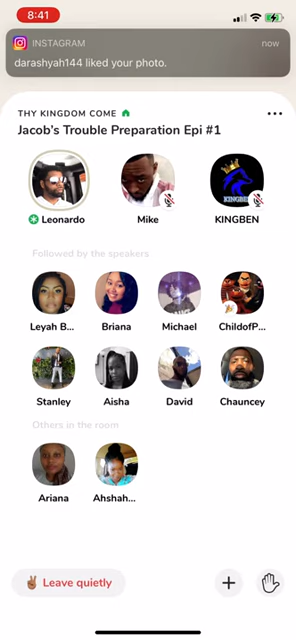 8:41
INSTAGRAM
now
darashyah144 liked your photo.
THY KINGDOM COME
Jacob's Trouble Preparation Epi #1
Leonardo
Mike
KINGBEN
KINGBEN
Followed by the speakers
Leyah B...
Briana
Michael
ChildofP...
Stanley
Aisha
David
Chauncey
Others in the room
Ariana
Ahshah...
Leave quietly